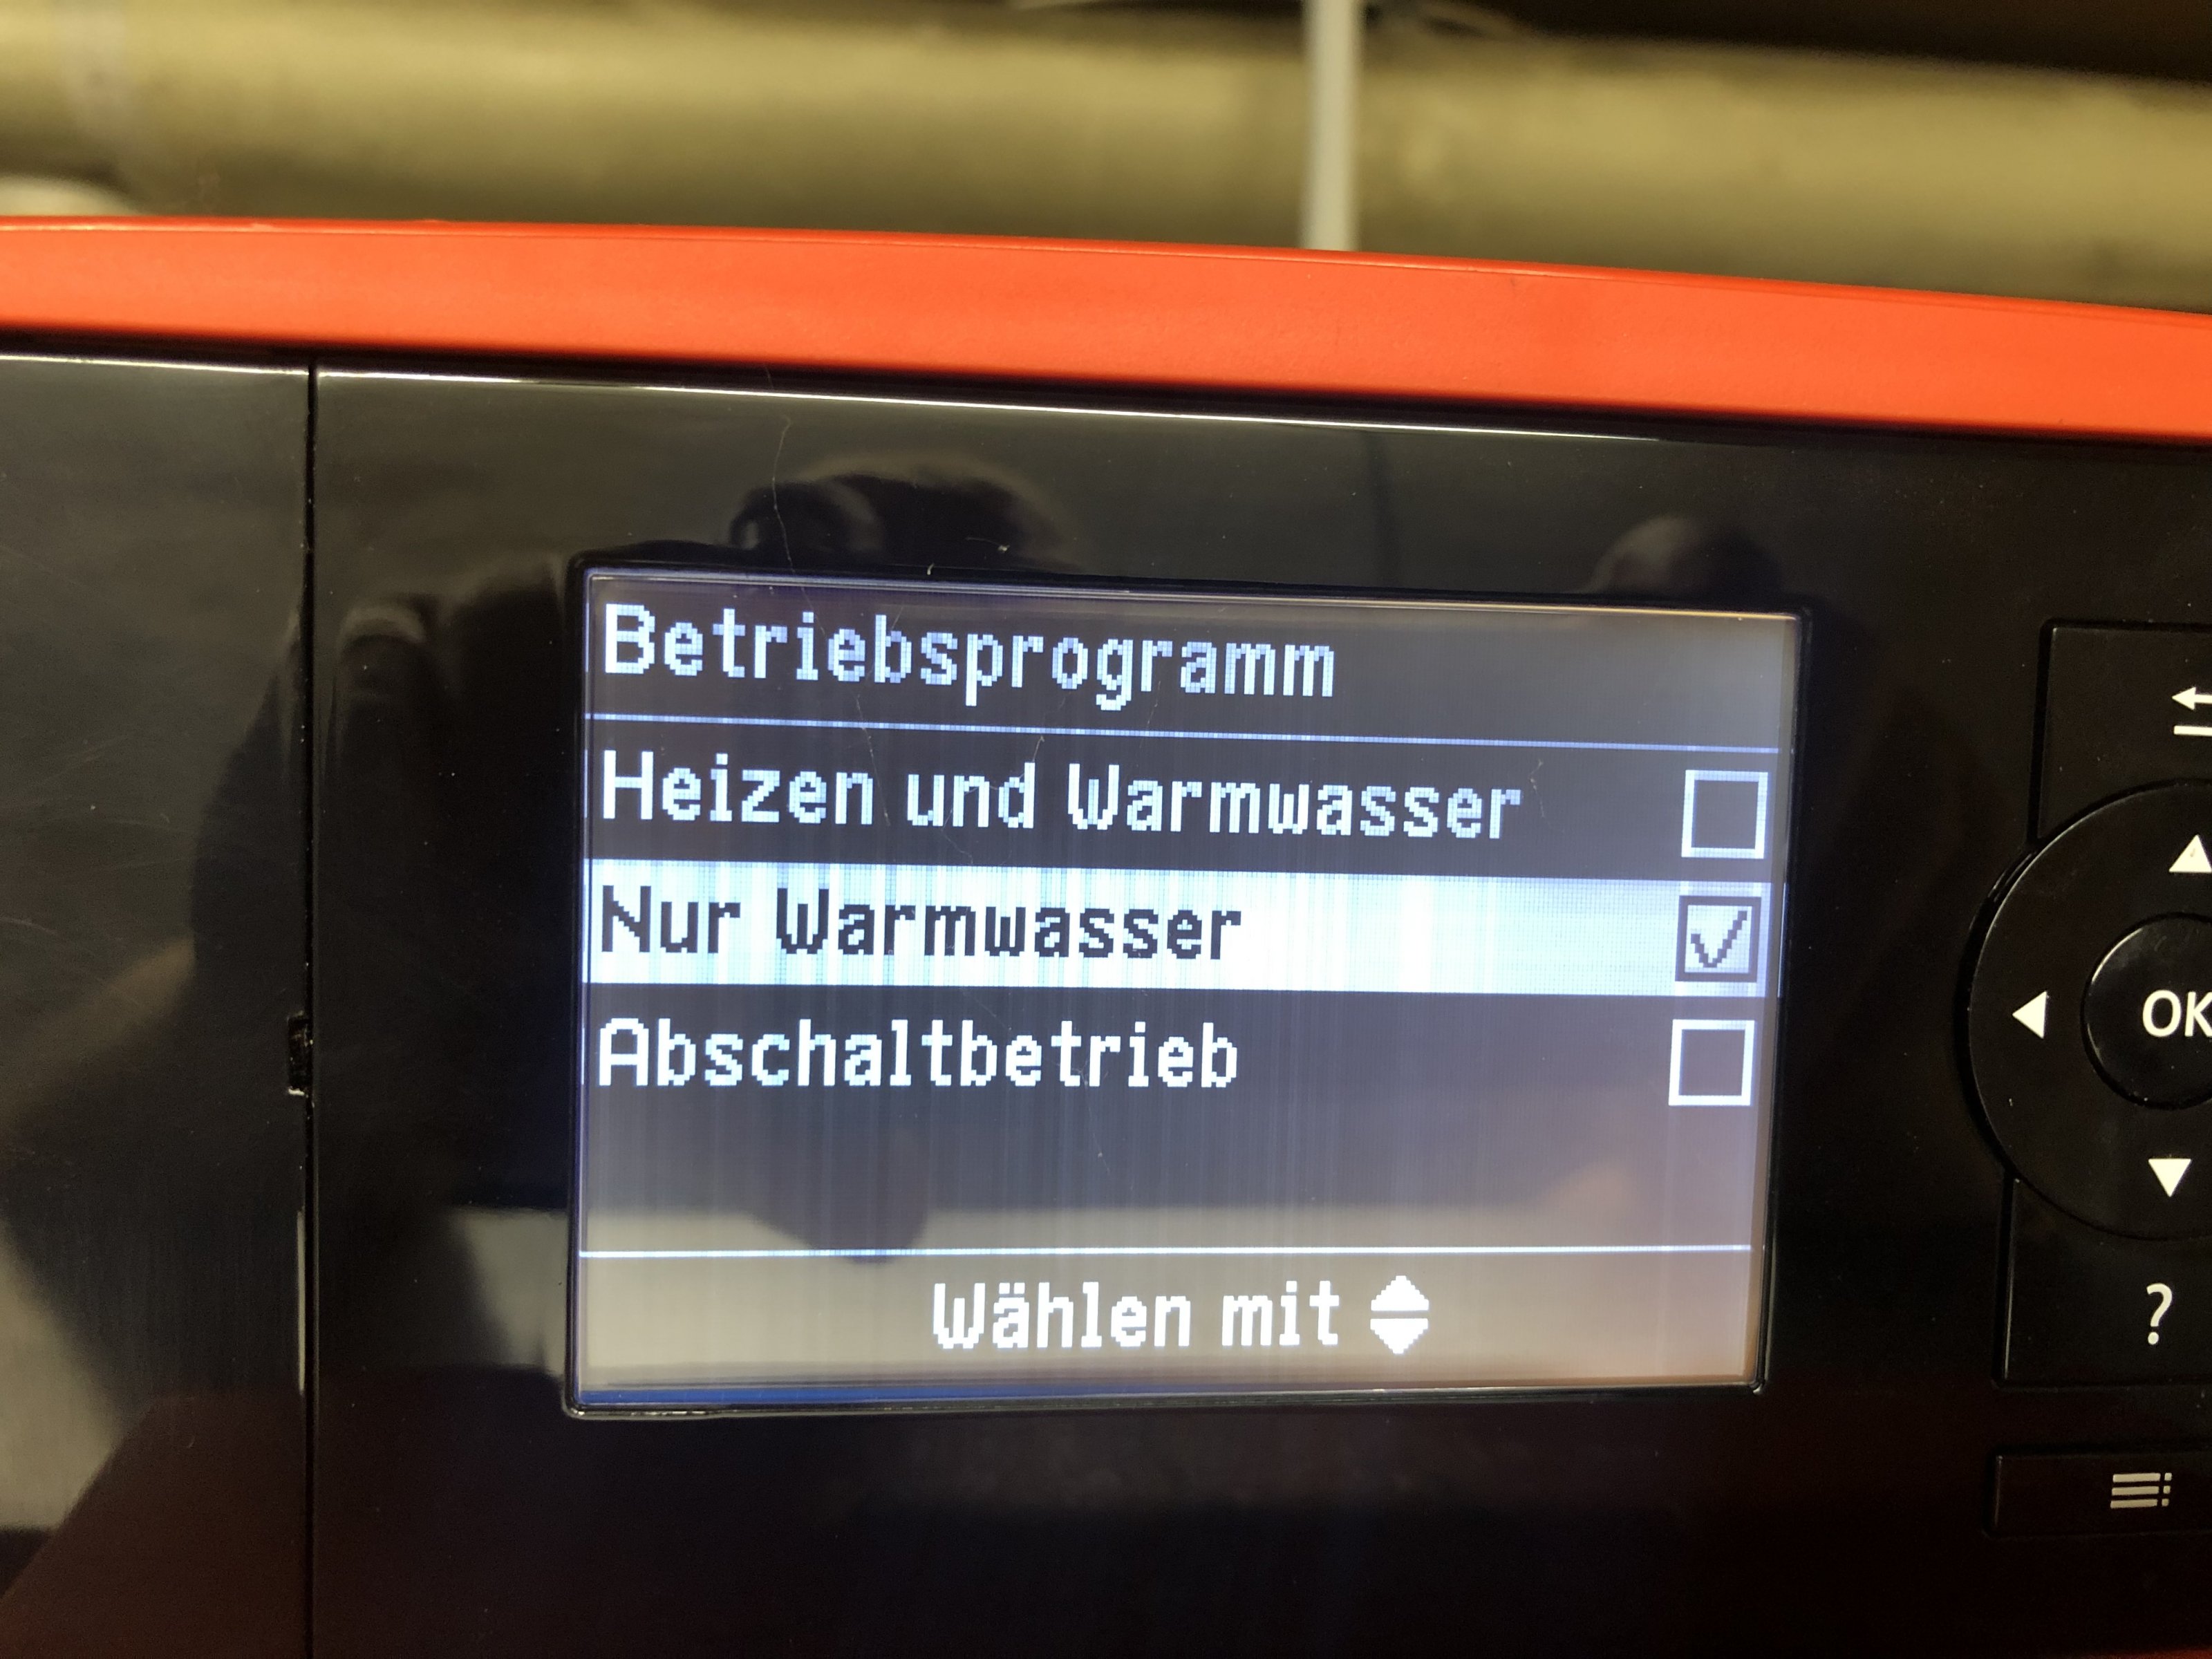 Betriebsprogramm
Heizen und Warmwasser
Nur Warmwasser
Abschaltbetrieb
Wählen mit
OK
?